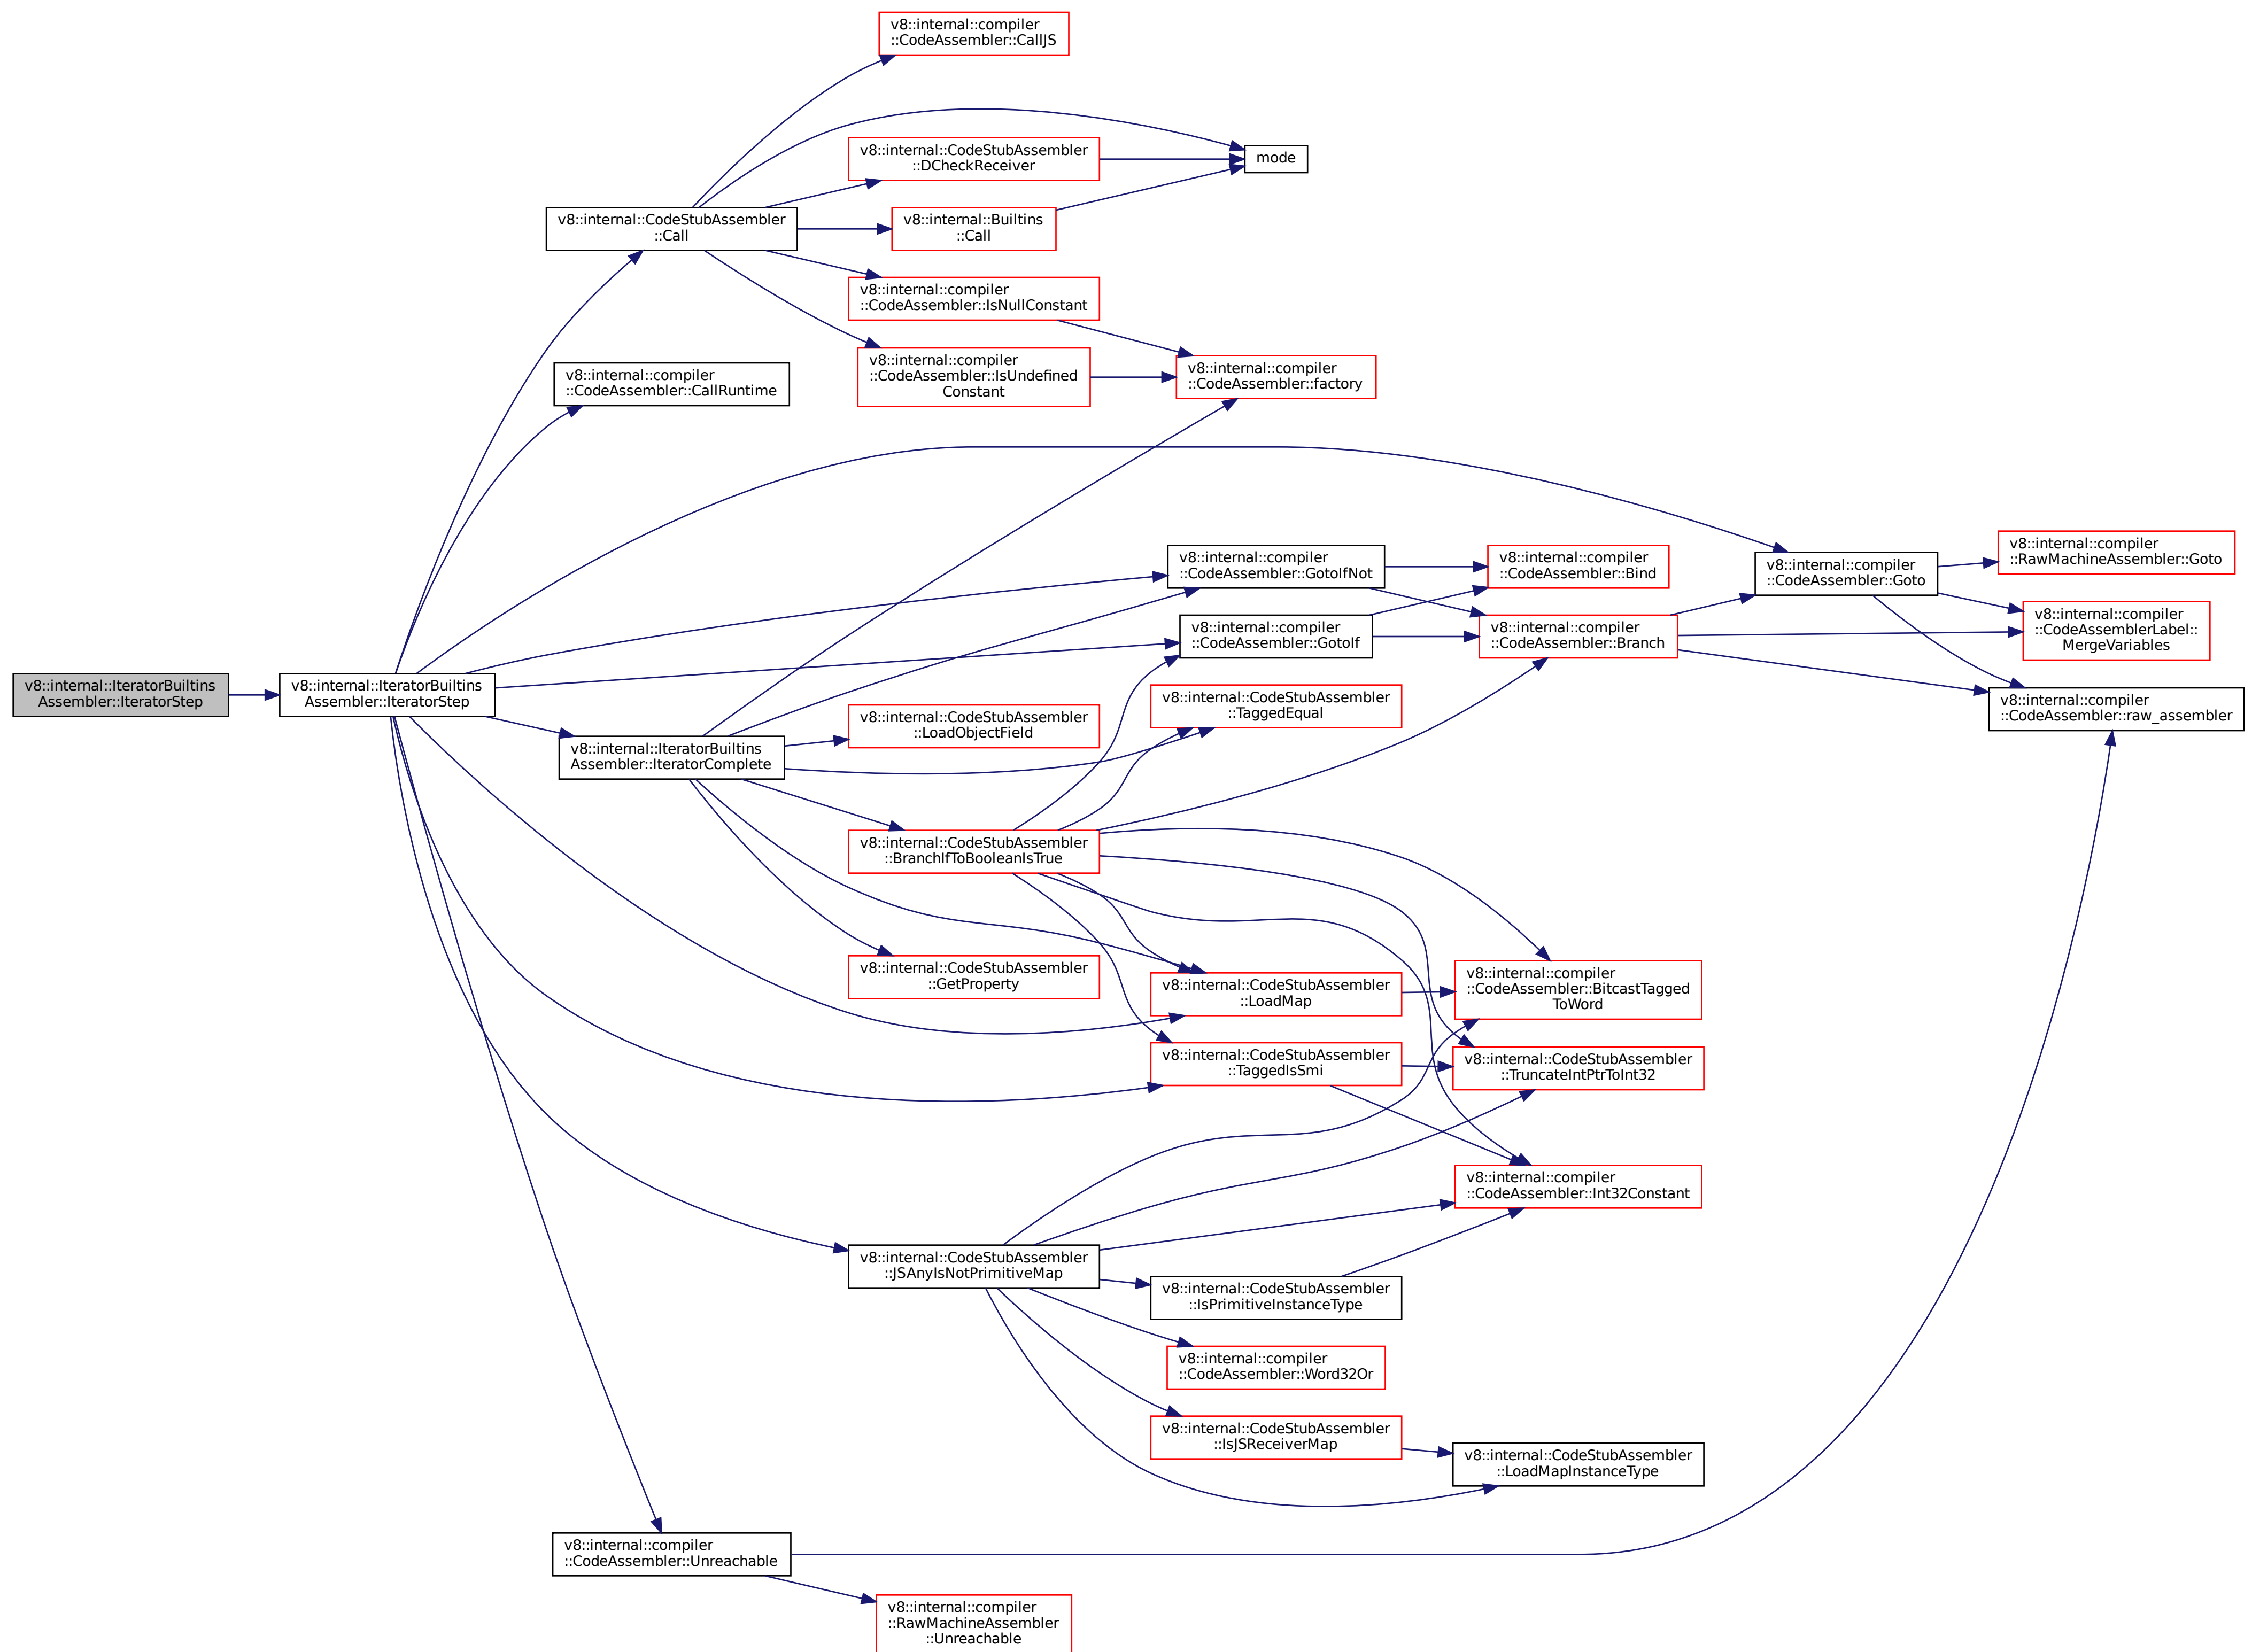 v8::internal::compiler
::CodeAssembler::CallJS
v8::internal::CodeStubAssembler
::DCheckReceiver
mode
v8::internal::CodeStubAssembler
::Call
v8::internal::Builtins
::Call
v8::internal::compiler
::CodeAssembler::IsNullConstant
v8::internal::compiler
::CodeAssembler::IsUndefined
Constant
v8::internal::compiler
::CodeAssembler::factory
v8::internal::compiler
::CodeAssembler::CallRuntime
v8::internal::compiler
::CodeAssembler::GotoIfNot
v8::internal::compiler
::CodeAssembler::Bind
v8::internal::compiler
::CodeAssembler::Goto
v8::internal::compiler
::RawMachineAssembler::Goto
v8::internal::compiler
::CodeAssembler::GotoIf
v8::internal::compiler
::CodeAssembler::Branch
v8::internal::compiler
::CodeAssemblerLabel::
MergeVariables
v8::internal::IteratorBuiltins
Assembler::IteratorStep
v8::internal::IteratorBuiltins
Assembler::IteratorStep
v8::internal::CodeStubAssembler
::TaggedEqual
v8::internal::compiler
::CodeAssembler::raw_assembler
v8::internal::IteratorBuiltins
Assembler::IteratorComplete
v8::internal::CodeStubAssembler
::LoadObjectField
v8::internal::CodeStubAssembler
::BranchIfToBooleanIsTrue
v8::internal::CodeStubAssembler
::GetProperty
v8::internal::CodeStubAssembler
::LoadMap
v8::internal::compiler
::CodeAssembler::BitcastTagged
ToWord
v8::internal::CodeStubAssembler
::TaggedIsSmi
v8::internal::CodeStubAssembler
::TruncateIntPtrToInt32
v8::internal::compiler
::CodeAssembler::Int32Constant
v8::internal::CodeStubAssembler
::JSAnyIsNotPrimitiveMap
v8::internal::CodeStubAssembler
::IsPrimitiveInstanceType
v8::internal::compiler
::CodeAssembler::Word32Or
v8::internal::CodeStubAssembler
::IsJSReceiverMap
v8::internal::CodeStubAssembler
::LoadMapInstanceType
v8::internal::compiler
::CodeAssembler::Unreachable
v8::internal::compiler
::RawMachineAssembler
::Unreachable